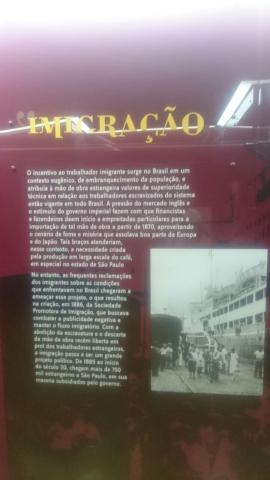 IMIGRAÇÃO
O incentivo ao trabalhador imigrante surge no Brasil em um
contexto eugênico, de embranquecimento da população, e
atribuía à mão de obra estrangeira valores de superioridade
técnica em relação aos trabalhadores escravizados do sistema
então vigente em todo Brasil. A pressão do mercado inglês e
o estímulo do governo imperial fazem com que financistas
e fazendeiros deem início a empreitadas particulares para a
importação de tal mão de obra a partir de 1870, aproveitando
o cenário de fome e miséria que assolava boa parte de Europa
e do Japão. Tais braços atenderiam,
nesse contexto, a necessidade criada
pela produção em larga escala do café,
em especial no estado de São Paulo
No entanto, as frequentes reclamações
dos imigrantes sobre as condições
que enfrentavam no Brasil chegaram a
ameaçar esse projeto, o que resultou
na criação, em 1886, da Sociedade
Promotora de Imigração, que buscava
combater a publicidade negativa e
manter o fluxo imigratório. Com a
abolição da escravatura e o descarte
da mão de obra recém liberta em
prol dos trabalhadores estrangeiros,
a imigração passa a ser um grande
projeto político. De 1889 ao início
do século 20, chegam mais de 750
mil estrangeiros a São Paulo, em sua
maioria subsidiados pelo governo.